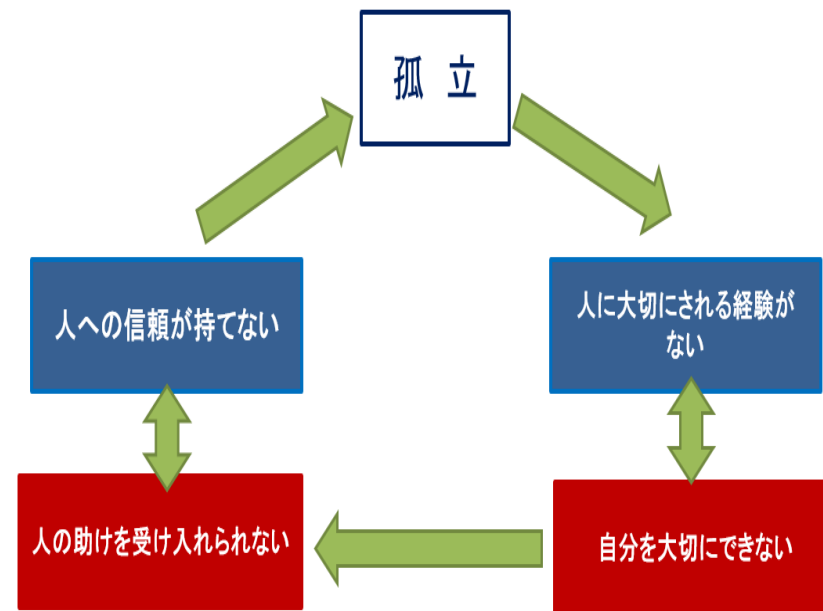 孤 立
人への信頼が持てない
人に大切にされる経験が
ない
人の助けを受け入れられない
自分を大切にできない